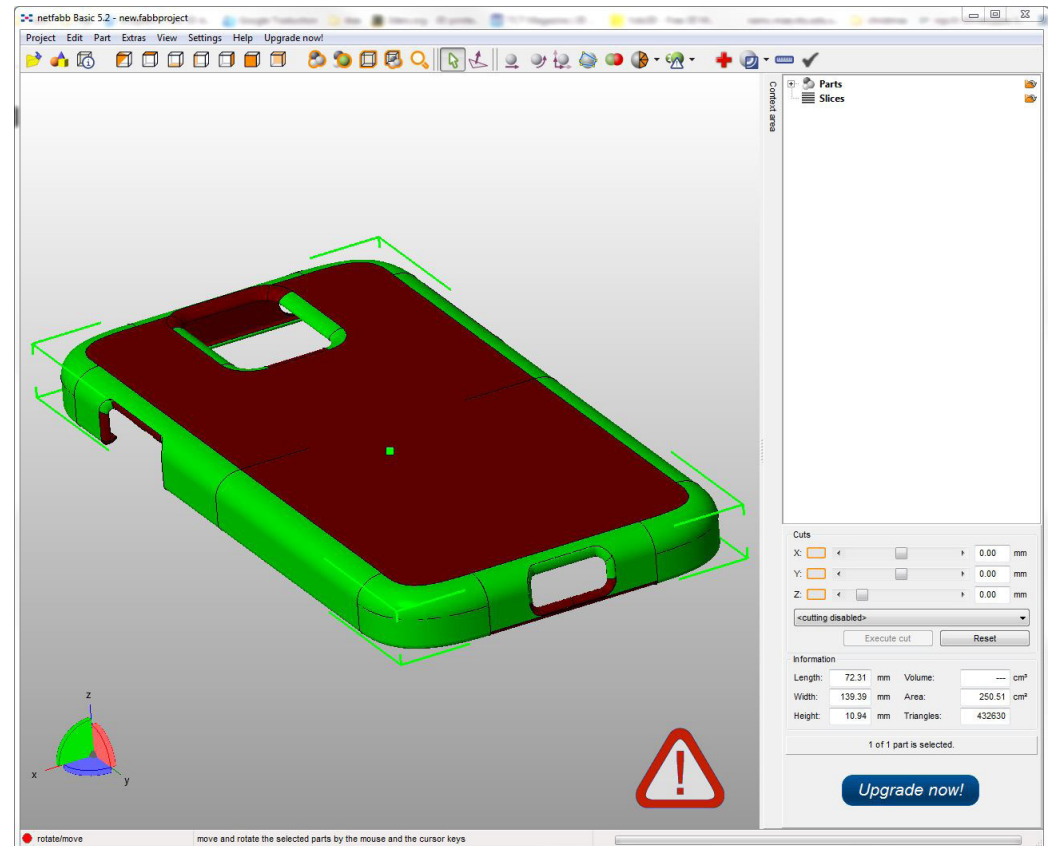 netfabb Basic 5.2 - new.fabbproject
Project Edit Part Extras View Settings Help Upgrade now!
Context area
Parts
Slices
z
x
y
Cuts
X: 0.00 mm
Y: 0.00 mm
Z: 0.00 mm
<cutting disabled>
Execute cut Reset
Information
Length: 72.31 mm Volume: --- cm³
Width: 139.39 mm Area: 250.51 cm²
Height: 10.94 mm Triangles: 432630
1 of 1 part is selected.
Upgrade now!
rotate/move move and rotate the selected parts by the mouse and the cursor keys